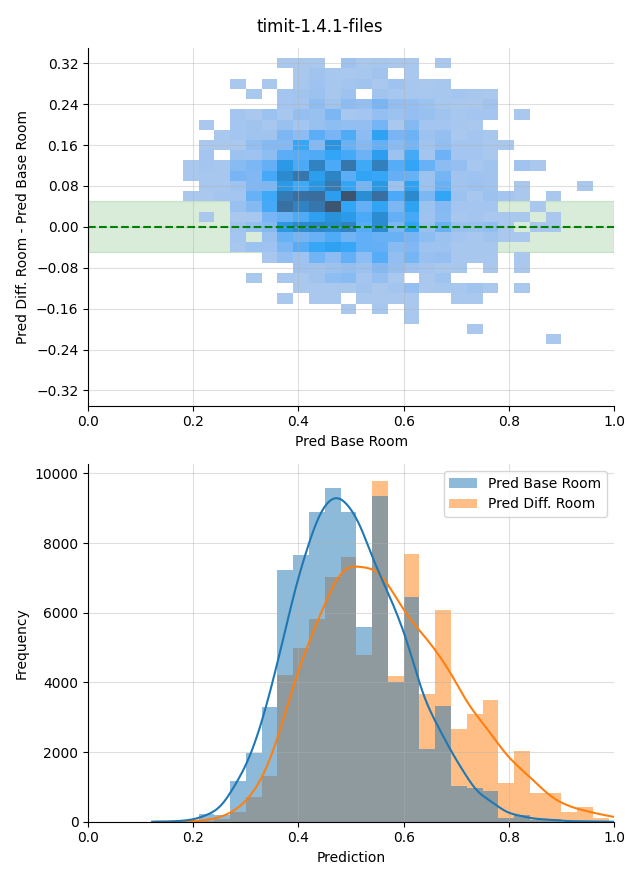 timit-1.4.1-files
Pred Diff. Room - Pred Base Room
0.32
0.24
0.16
0.08
0.00
−0.08
−0.16
−0.24
−0.32
0.0 0.2 0.4 0.6 0.8 1.0
Pred Base Room
Frequency
10000
8000
6000
4000
2000
0
Pred Base Room
Pred Diff. Room
0.0 0.2 0.4 0.6 0.8 1.0
Prediction